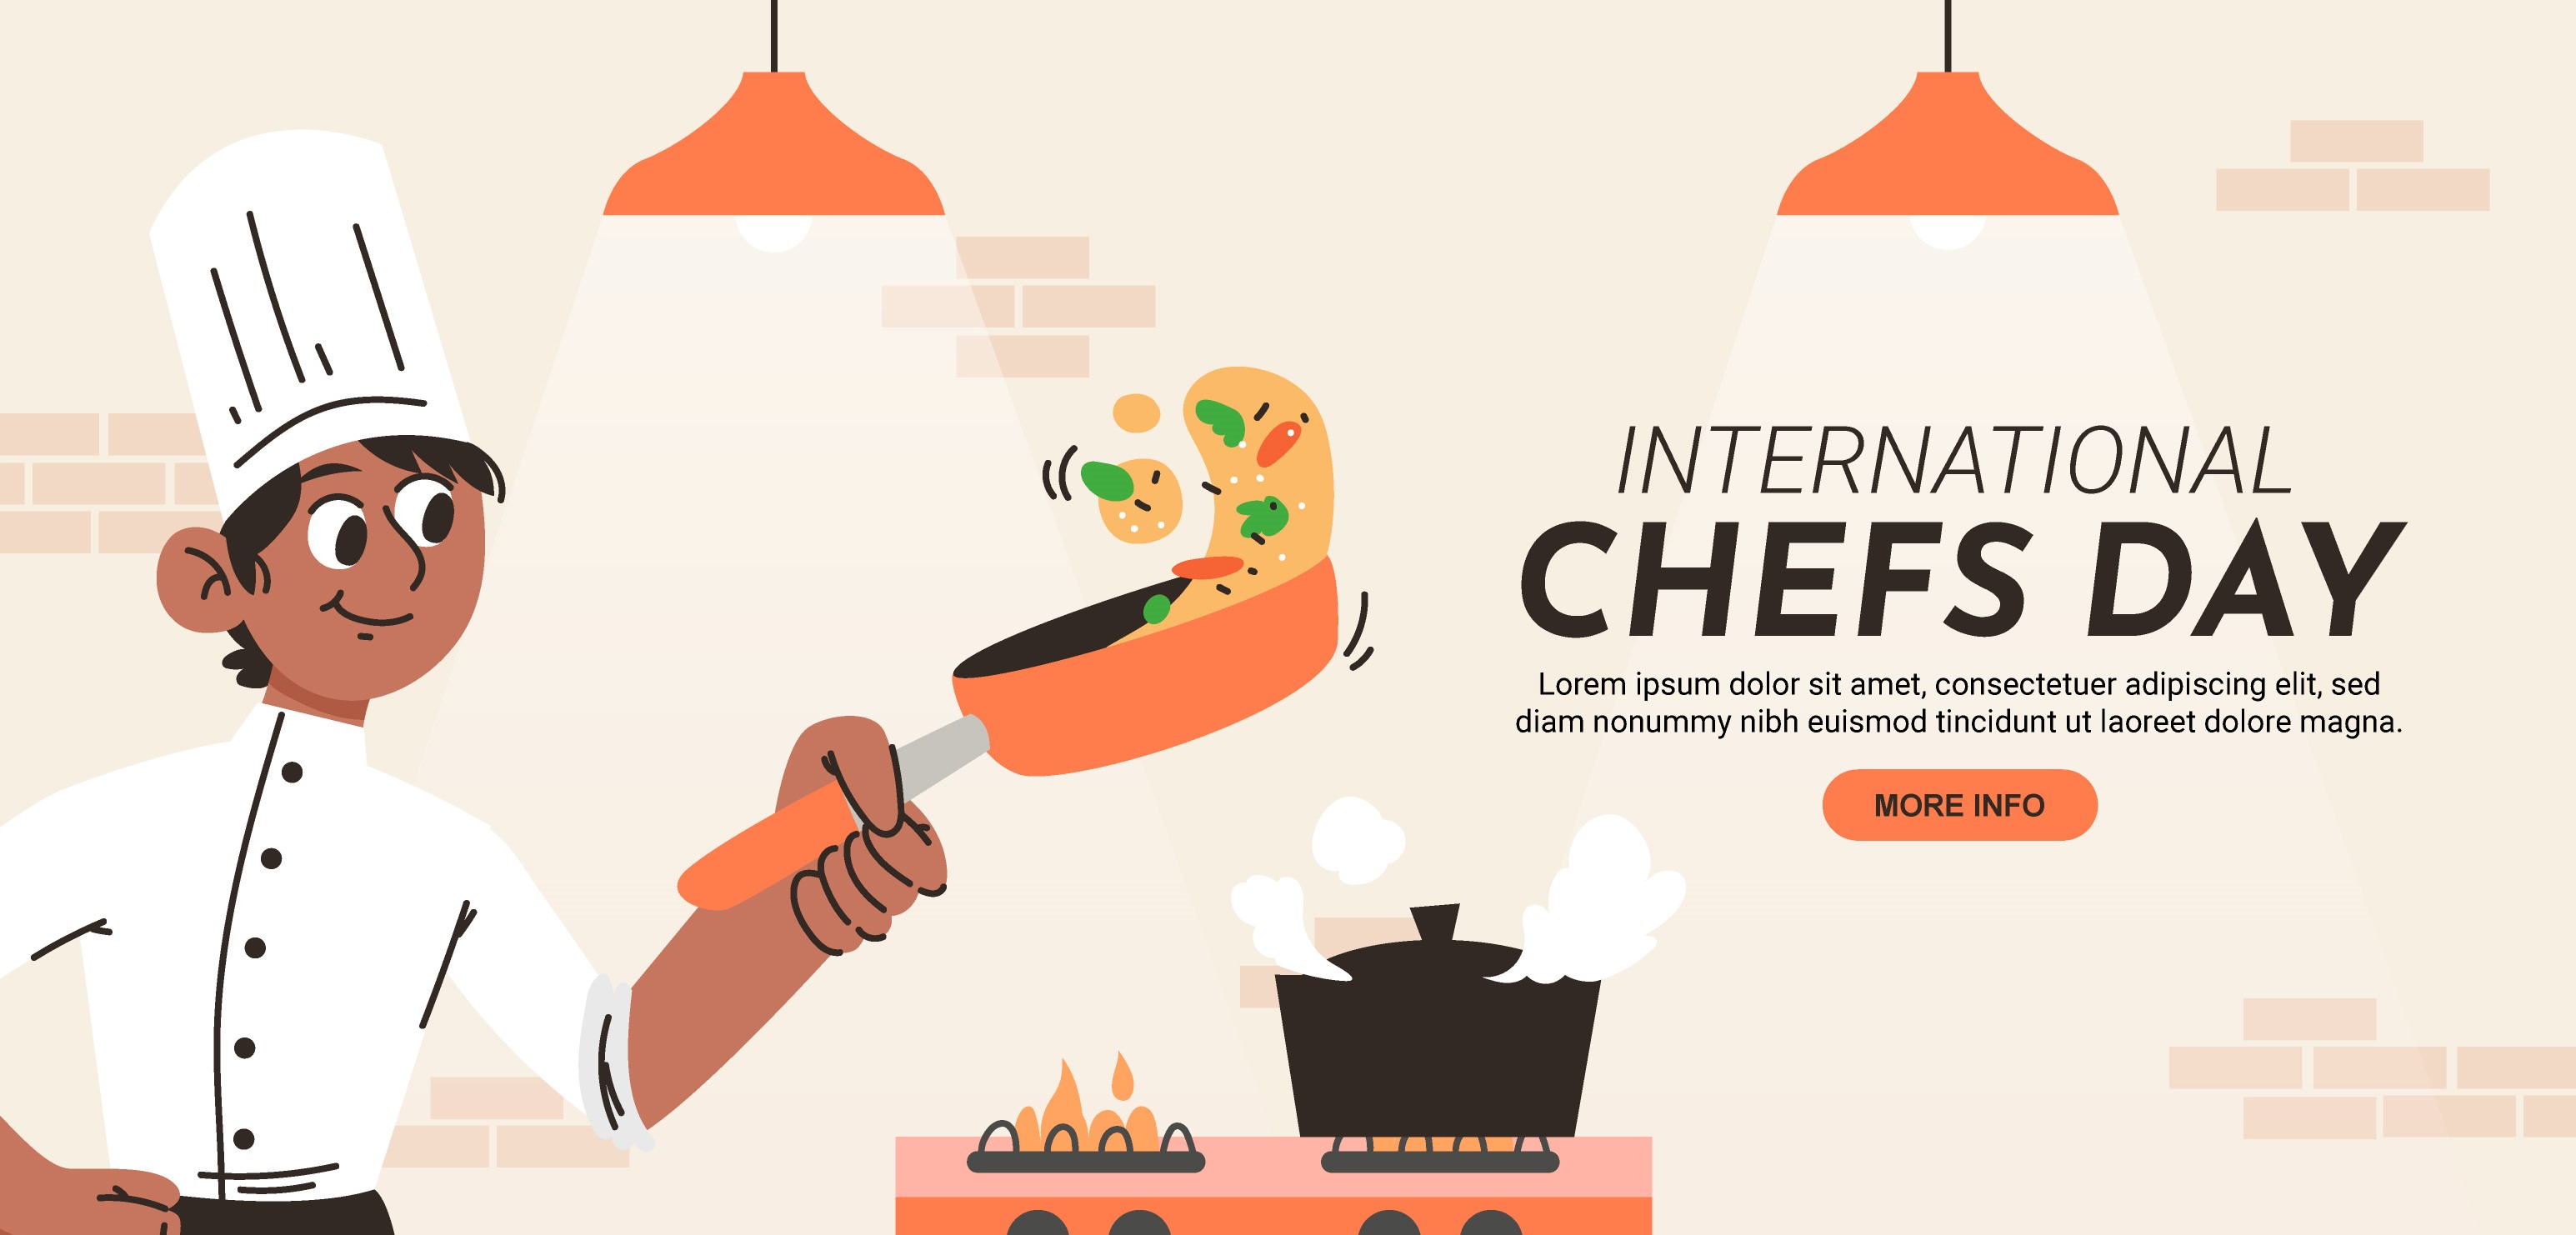 INTERNATIONAL
CHEFS DAY
Lorem ipsum dolor sit amet, consectetuer adipiscing elit, sed
diam nonummy nibh euismod tincidunt ut laoreet dolore magna.
MORE INFO